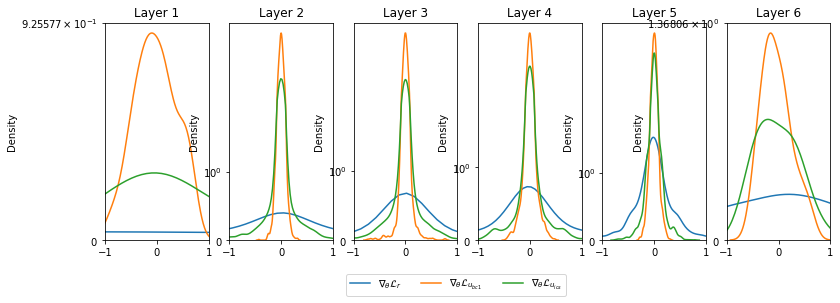 Layer 1 Layer 2 Layer 3 Layer 4 Layer 5 Layer 6
9.25577 × 10⁻¹ 1.36806 × 10⁰
Density Density Density Density Density Density
10⁰ 10⁰ 10⁰ 10⁰
0 0 0 0 0 0
−1 0 1 −1 0 1 −1 0 1 −1 0 1 −1 0 1 −1 0 1
∇θℒr ∇θℒu_bc1 ∇θℒu_ics